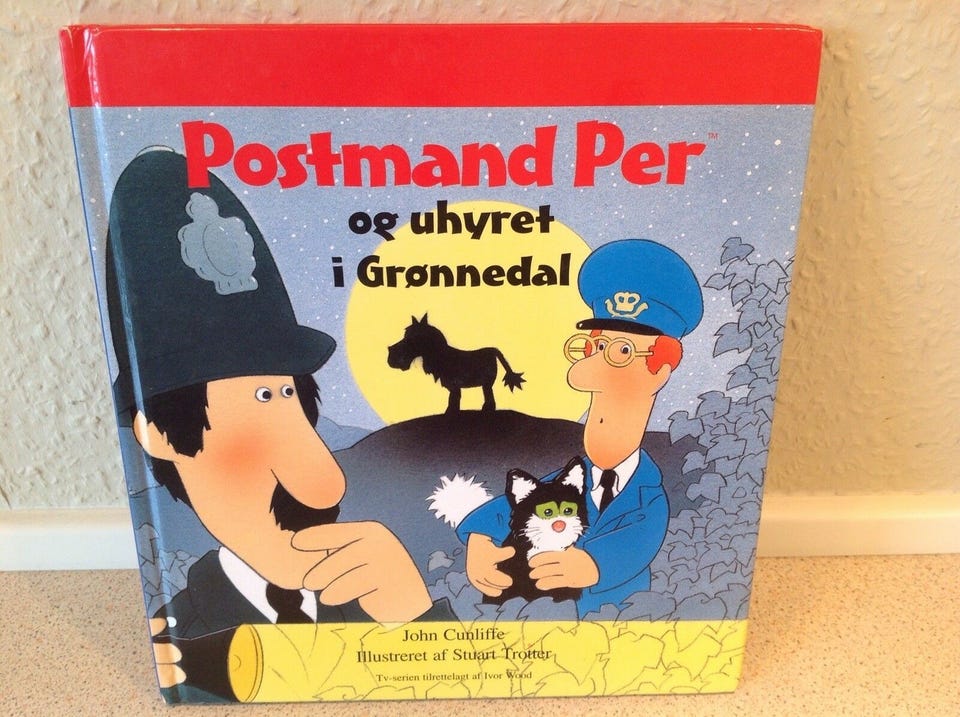 Postmand Per™
og uhyret
i Grønnedal
John Cunliffe
Illustreret af Stuart Trotter
Tv-serien tilrettelagt af Ivor Wood